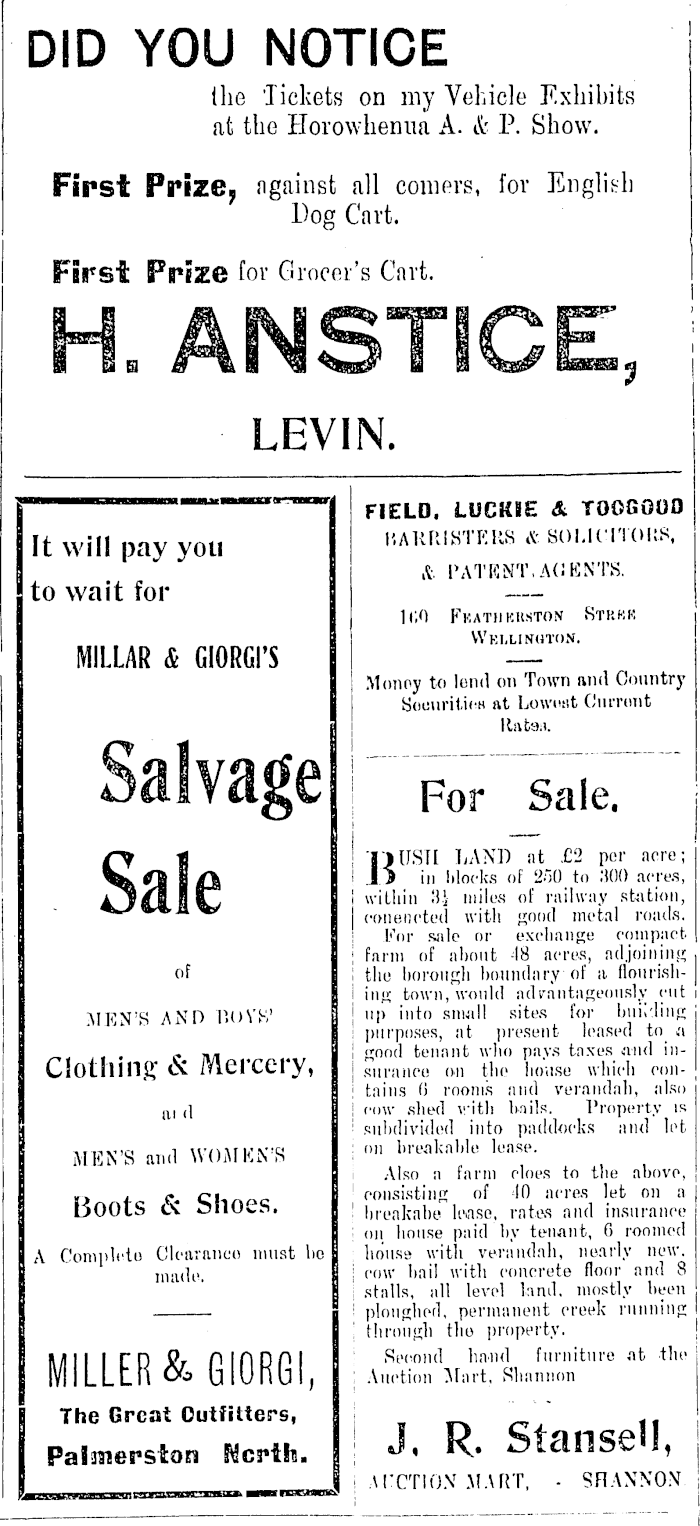 DID YOU NOTICE
the Tickets on my Vehicle Exhibits
at the Horowhenua A. & P. Show.
First Prize, against all comers, for English
Dog Cart.
First Prize for Grocer's Cart.
H. ANSTICE,
LEVIN.
It will pay you
to wait for
MILLAR & GIORGI'S
Salvage
Sale
of
MEN'S AND BOYS'
Clothing & Mercery,
and
MEN'S and WOMEN'S
Boots & Shoes.
A Complete Clearance must be
made.
MILLER & GIORGI,
The Great Outfitters,
Palmerston North.
FIELD, LUCKIE & TOOGOOD
BARRISTERS & SOLICITORS,
& PATENT AGENTS.
160 FEATHERSTON STREE
WELLINGTON.
Money to lend on Town and Country
Securities at Lowest Current
Rates.
For Sale.
BUSH LAND at £2 per acre;
in blocks of 250 to 300 acres,
within 3½ miles of railway station,
conencted with good metal roads.
For sale or exchange compact
farm of about 48 acres, adjoining
the borough boundary of a flourish-
ing town, would advantageously cut
up into small sites for building
purposes, at present leased to a
good tenant who pays taxes and in-
surance on the house which con-
tains 6 rooms and verandah, also
cow shed with bails. Property is
subdivided into paddocks and let
on breakable lease.
Also a farm cloes to the above,
consisting of 40 acres let on a
breakabe lease, rates and insurance
on house paid by tenant, 6 roomed
house with verandah, nearly new.
cow bail with concrete floor and 8
stalls, all level land, mostly been
ploughed, permanent creek running
through the property.
Second hand furniture at the
Auction Mart, Shannon
J. R. Stansell,
AUCTION MART, - SHANNON